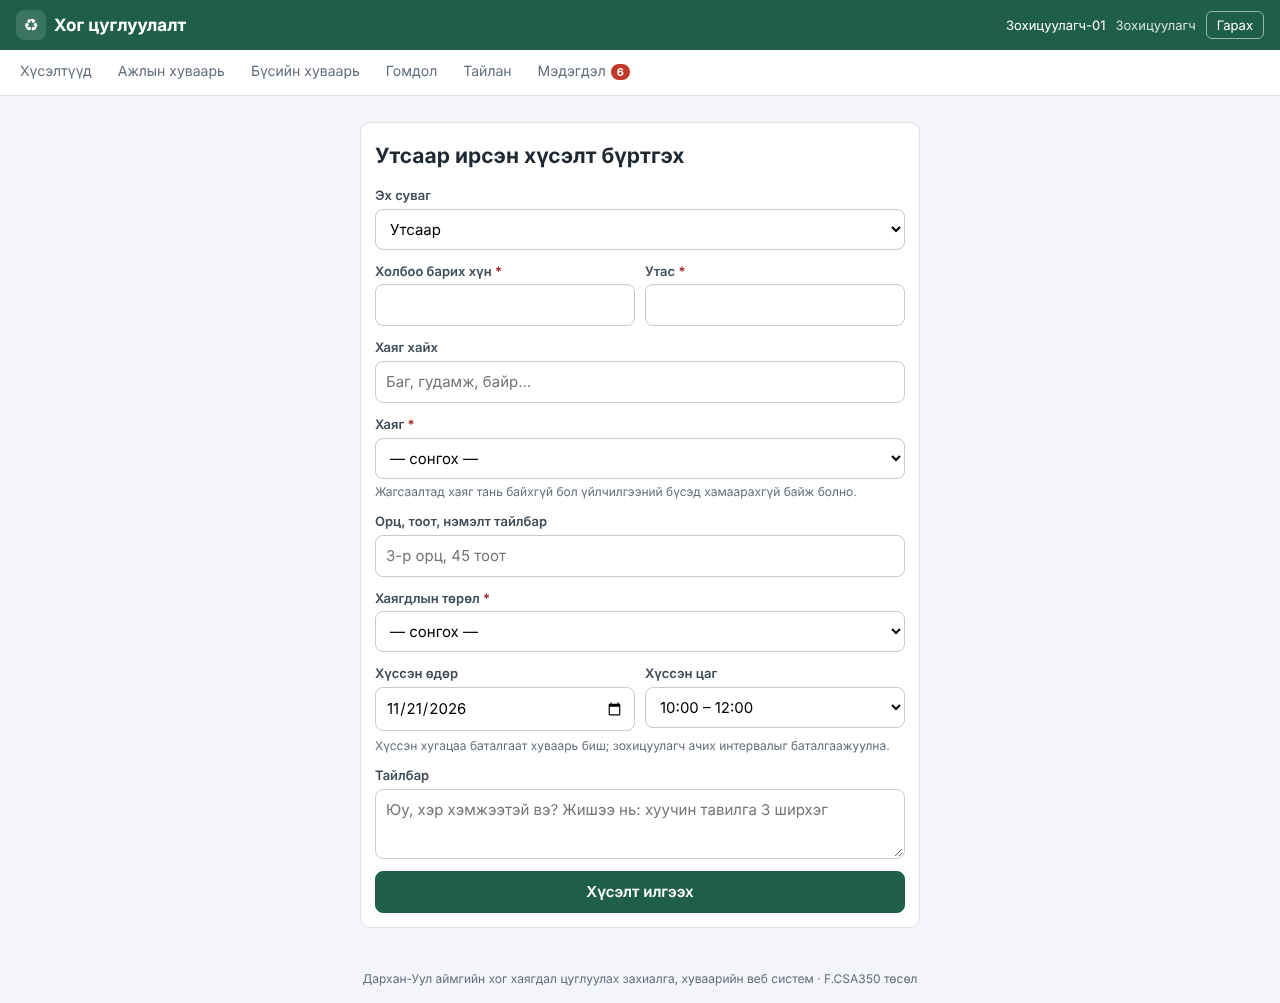 Хог цуглуулалт
Зохицуулагч-01 Зохицуулагч Гарах
Хүсэлтүүд Ажлын хуваарь Бүсийн хуваарь Гомдол Тайлан Мэдэгдэл 6
Утсаар ирсэн хүсэлт бүртгэх
Эх суваг
Утсаар
Холбоо барих хүн * Утас *
Хаяг хайх
Баг, гудамж, байр...
Хаяг *
— сонгох —
Жагсаалтад хаяг тань байхгүй бол үйлчилгээний бүсэд хамаарахгүй байж болно.
Орц, тоот, нэмэлт тайлбар
3-р орц, 45 тоот
Хаягдлын төрөл *
— сонгох —
Хүссэн өдөр Хүссэн цаг
11/21/2026 10:00 – 12:00
Хүссэн хугацаа баталгаат хуваарь биш; зохицуулагч ачих интервалыг баталгаажуулна.
Тайлбар
Юу, хэр хэмжээтэй вэ? Жишээ нь: хуучин тавилга 3 ширхэг
Хүсэлт илгээх
Дархан-Уул аймгийн хог хаягдал цуглуулах захиалга, хуваарийн веб систем · F.CSA350 төсөл